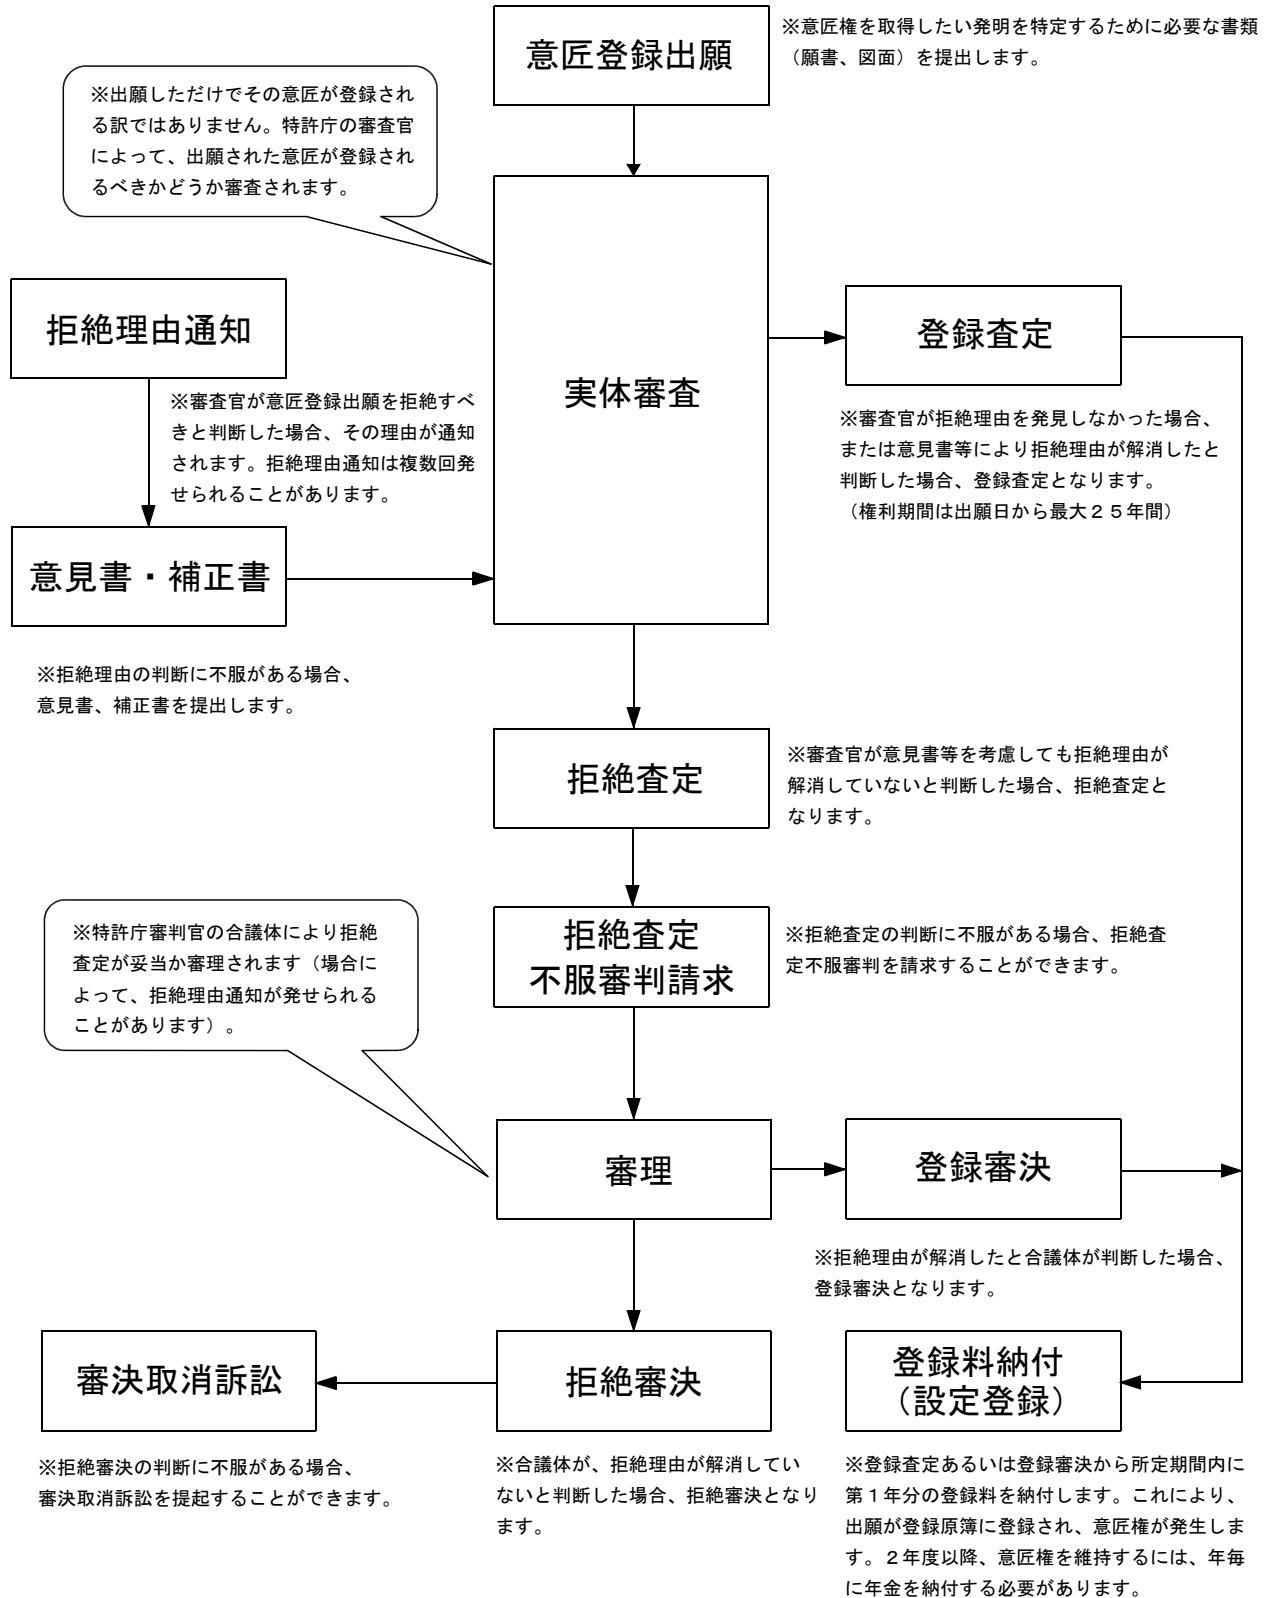 意匠登録出願
※意匠権を取得したい発明を特定するために必要な書類
（願書、図面）を提出します。
※出願しただけでその意匠が登録され
る訳ではありません。特許庁の審査官
によって、出願された意匠が登録され
るべきかどうか審査されます。
実体審査
拒絶理由通知
※審査官が意匠登録出願を拒絶すべ
きと判断した場合、その理由が通知
されます。拒絶理由通知は複数回発
せられることがあります。
登録査定
※審査官が拒絶理由を発見しなかった場合、
または意見書等により拒絶理由が解消したと
判断した場合、登録査定となります。
（権利期間は出願日から最大２５年間）
意見書・補正書
※拒絶理由の判断に不服がある場合、
意見書、補正書を提出します。
拒絶査定
※審査官が意見書等を考慮しても拒絶理由が
解消していないと判断した場合、拒絶査定と
なります。
拒絶査定
不服審判請求
※拒絶査定の判断に不服がある場合、拒絶査
定不服審判を請求することができます。
※特許庁審判官の合議体により拒絶
査定が妥当か審理されます（場合に
よって、拒絶理由通知が発せられる
ことがあります）。
審理
登録審決
※拒絶理由が解消したと合議体が判断した場合、
登録審決となります。
審決取消訴訟
※拒絶審決の判断に不服がある場合、
審決取消訴訟を提起することができます。
拒絶審決
※合議体が、拒絶理由が解消してい
ないと判断した場合、拒絶審決となり
ます。
登録料納付
（設定登録）
※登録査定あるいは登録審決から所定期間内に
第１年分の登録料を納付します。これにより、
出願が登録原簿に登録され、意匠権が発生しま
す。２年度以降、意匠権を維持するには、年毎
に年金を納付する必要があります。